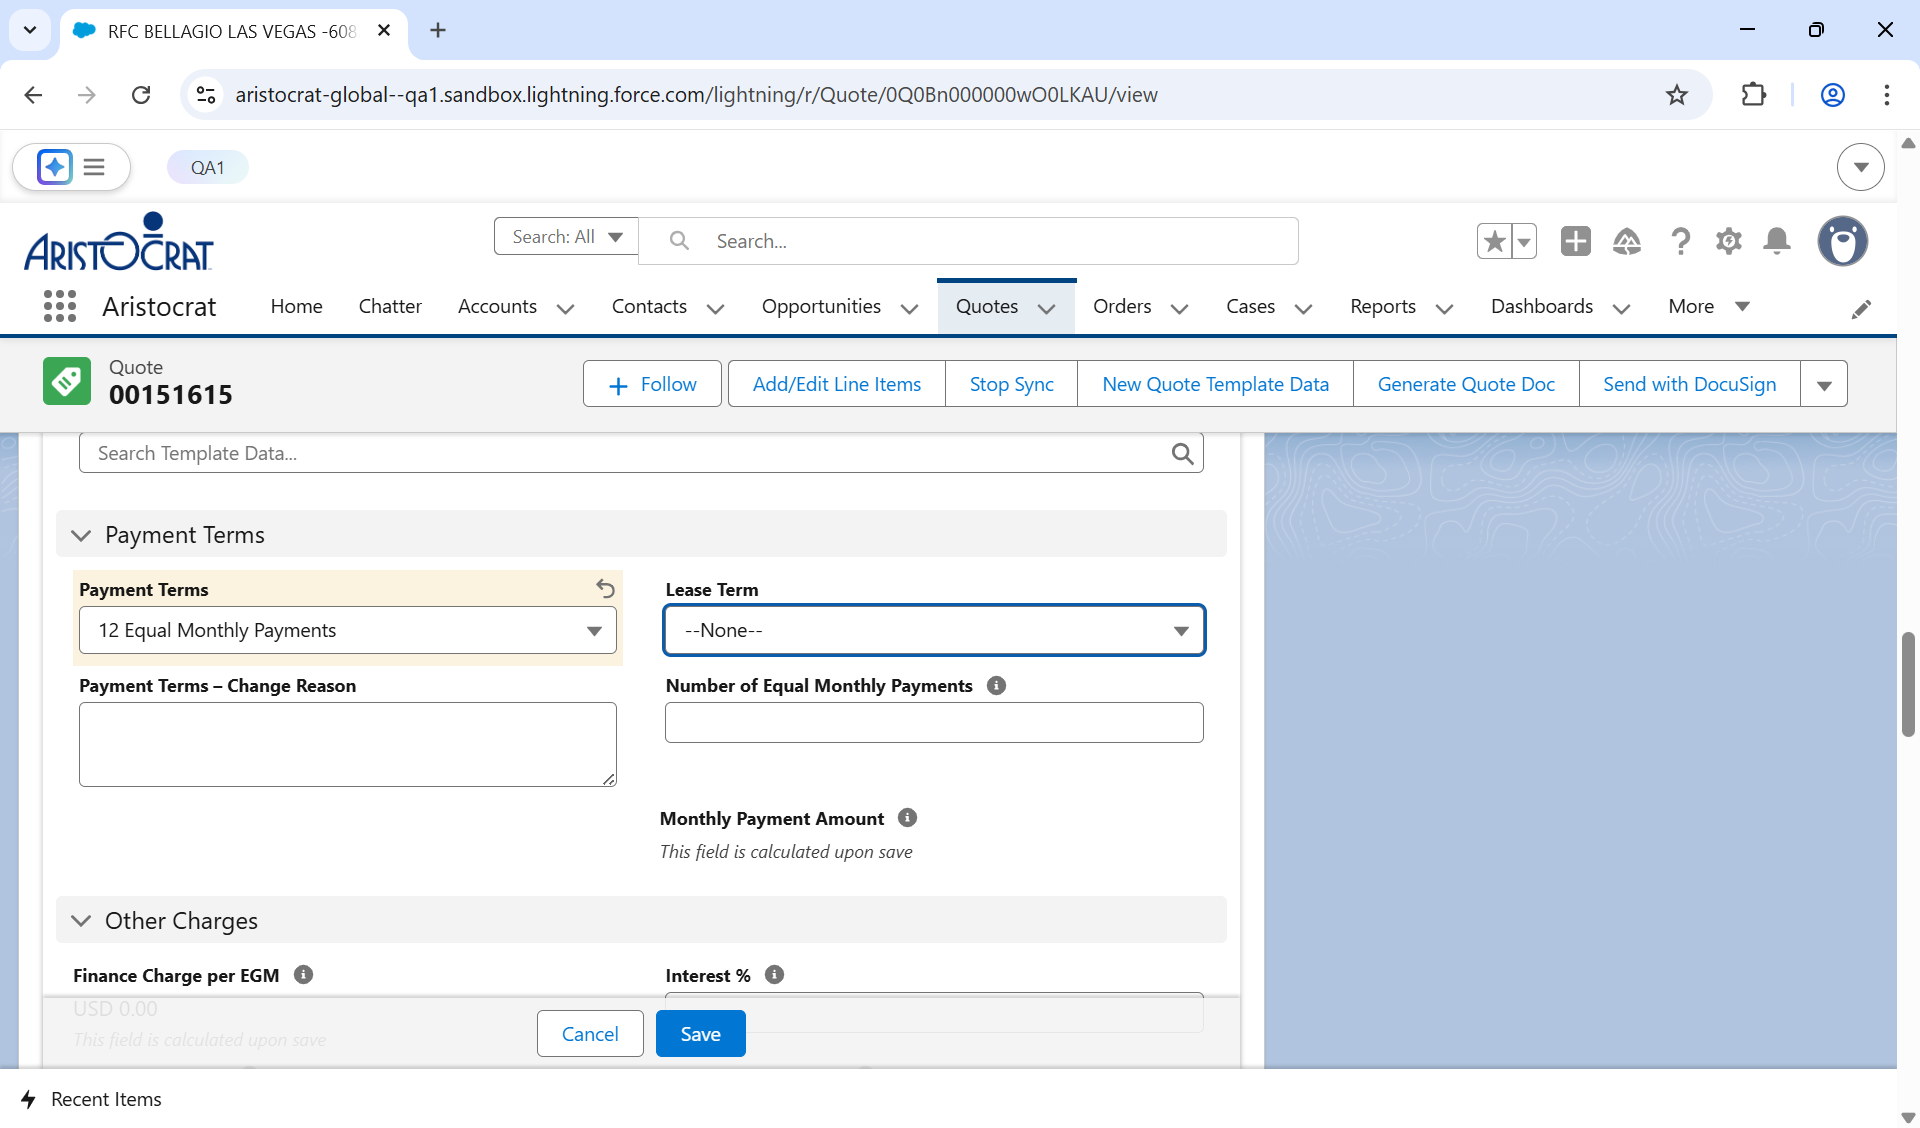 RFC BELLAGIO LAS VEGAS -608
aristocrat-global--qa1.sandbox.lightning.force.com/lightning/r/Quote/0Q0Bn000000wO0LKAU/view
QA1
ARISTOCRAT
Search: All
Search...
Aristocrat
Home
Chatter
Accounts
Contacts
Opportunities
Quotes
Orders
Cases
Reports
Dashboards
More
Quote
00151615
Follow
Add/Edit Line Items
Stop Sync
New Quote Template Data
Generate Quote Doc
Send with DocuSign
Search Template Data...
Payment Terms
Payment Terms
12 Equal Monthly Payments
Lease Term
--None--
Payment Terms – Change Reason
Number of Equal Monthly Payments
Monthly Payment Amount
This field is calculated upon save
Other Charges
Finance Charge per EGM
USD 0.00
This field is calculated upon save
Interest %
Cancel
Save
Recent Items